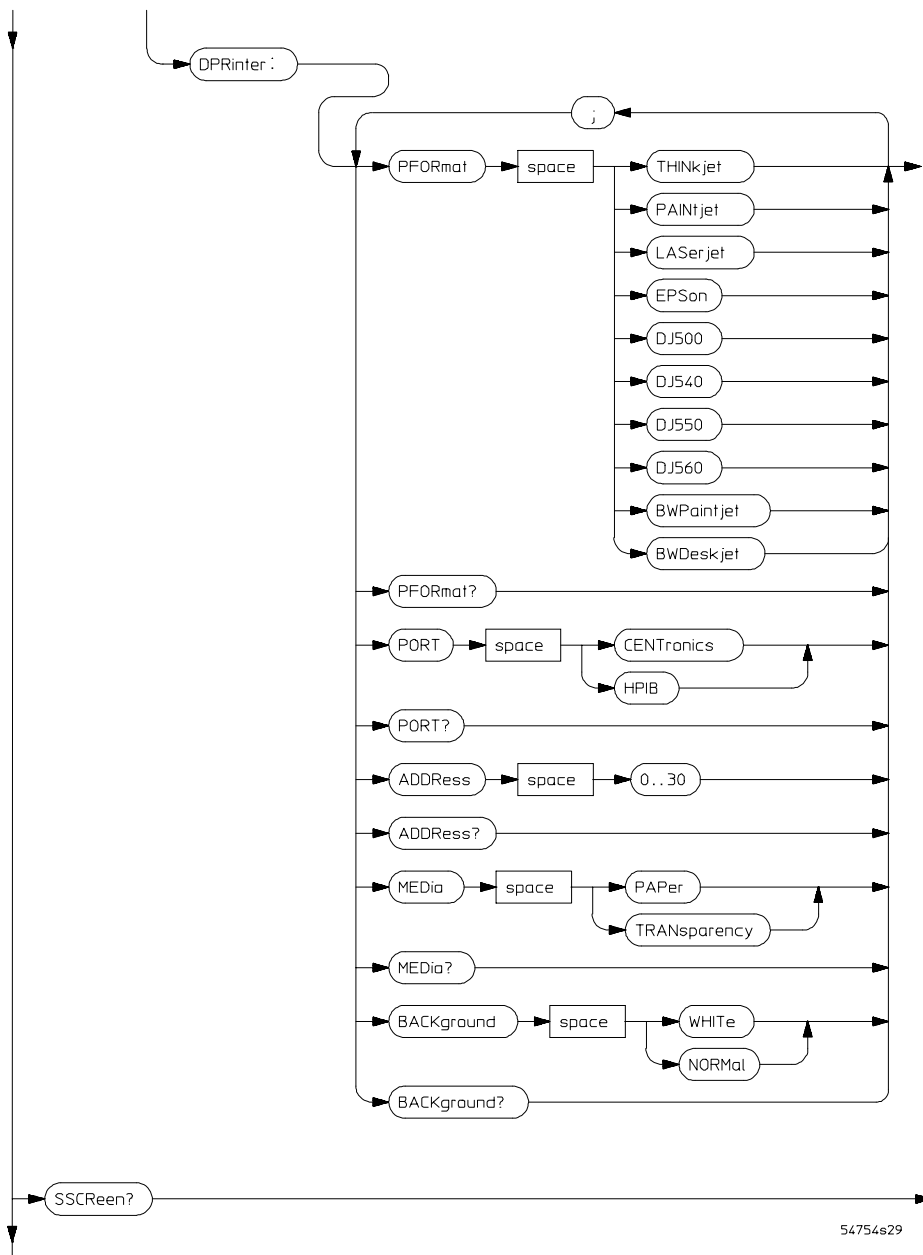 DPRinter:
;
PFORmat space THINkjet
PAINtjet
LASerjet
EPSon
DJ500
DJ540
DJ550
DJ560
BWPaintjet
BWDeskjet
PFORmat?
PORT space CENTronics
HPIB
PORT?
ADDRess space 0..30
ADDRess?
MEDia space PAPer
TRANsparency
MEDia?
BACKground space WHITe
NORMal
BACKground?
SSCReen?
54754s29